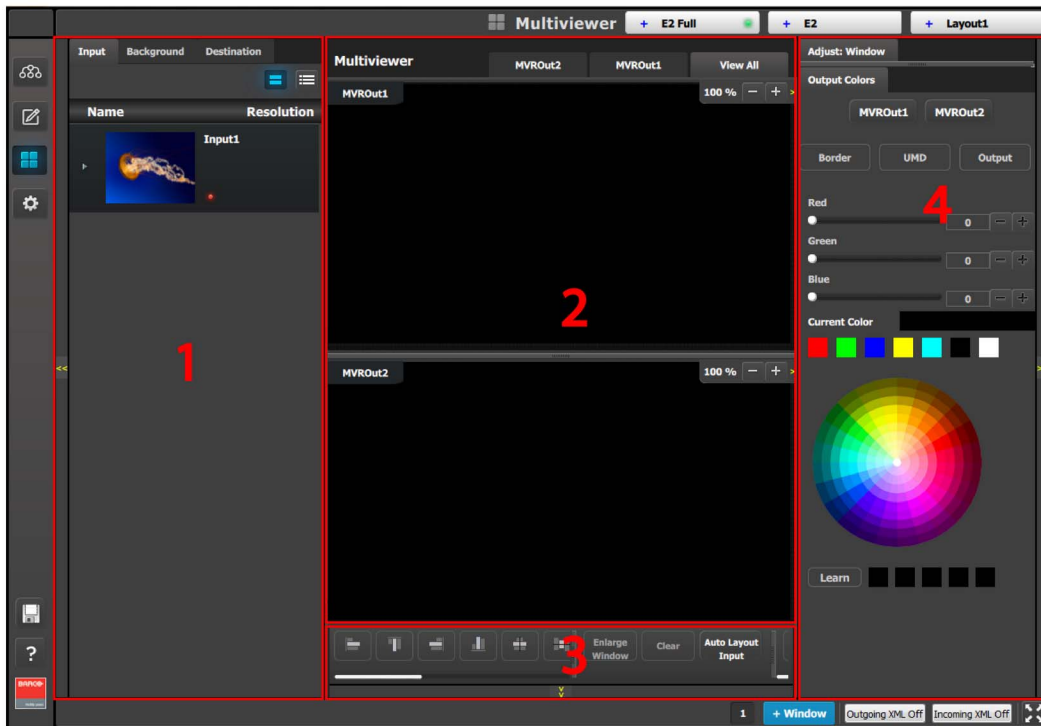 Multiviewer
+ E2 Full
+ E2
+ Layout1
Input Background Destination
Name Resolution
Input1
1
<<
Multiviewer MVROut2 MVROut1 View All
MVROut1 100 % − + >
2
MVROut2 100 % − + >
3
Enlarge Window
Clear
Auto Layout Input
Adjust: Window
Output Colors
MVROut1 MVROut2
Border UMD Output
4
Red
0 − +
Green
0 − +
Blue
0 − +
Current Color
Learn
?
BARCO
1 + Window Outgoing XML Off Incoming XML Off